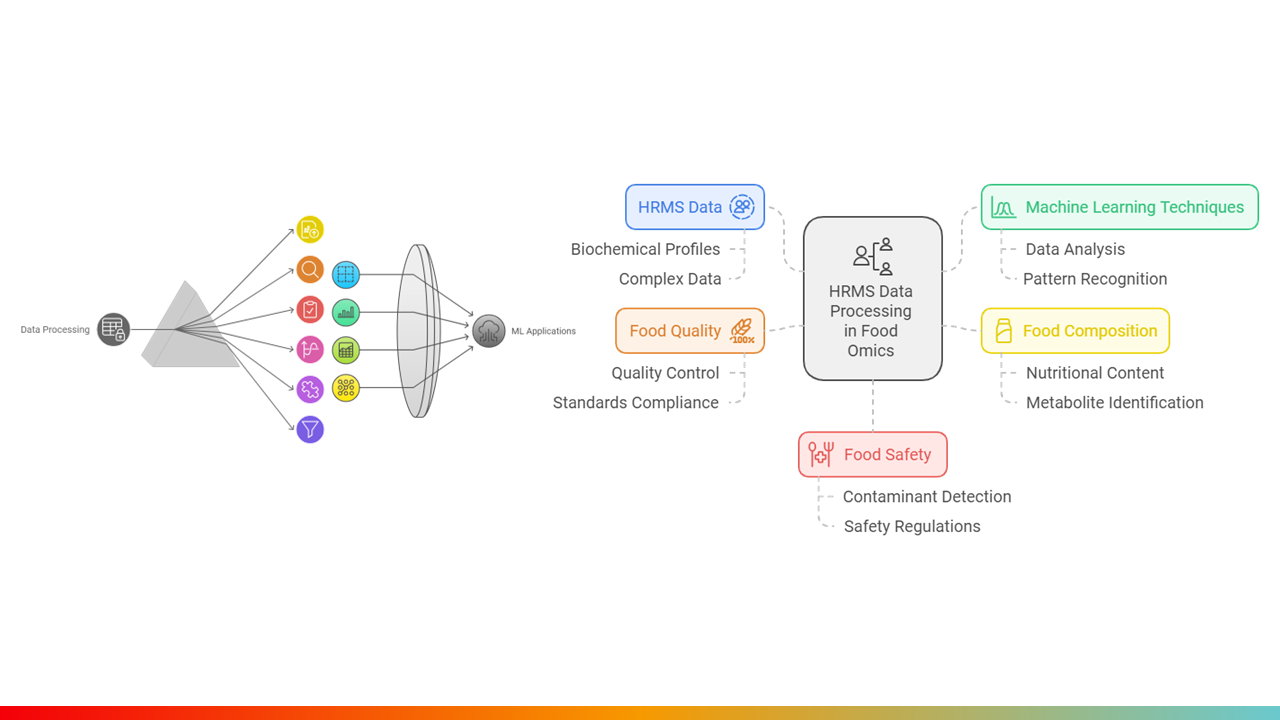 Data Processing
ML Applications
HRMS Data
Biochemical Profiles
Complex Data
Food Quality
100%
Quality Control
Standards Compliance
HRMS Data
Processing
in Food
Omics
Machine Learning Techniques
Data Analysis
Pattern Recognition
Food Composition
Nutritional Content
Metabolite Identification
Food Safety
Contaminant Detection
Safety Regulations